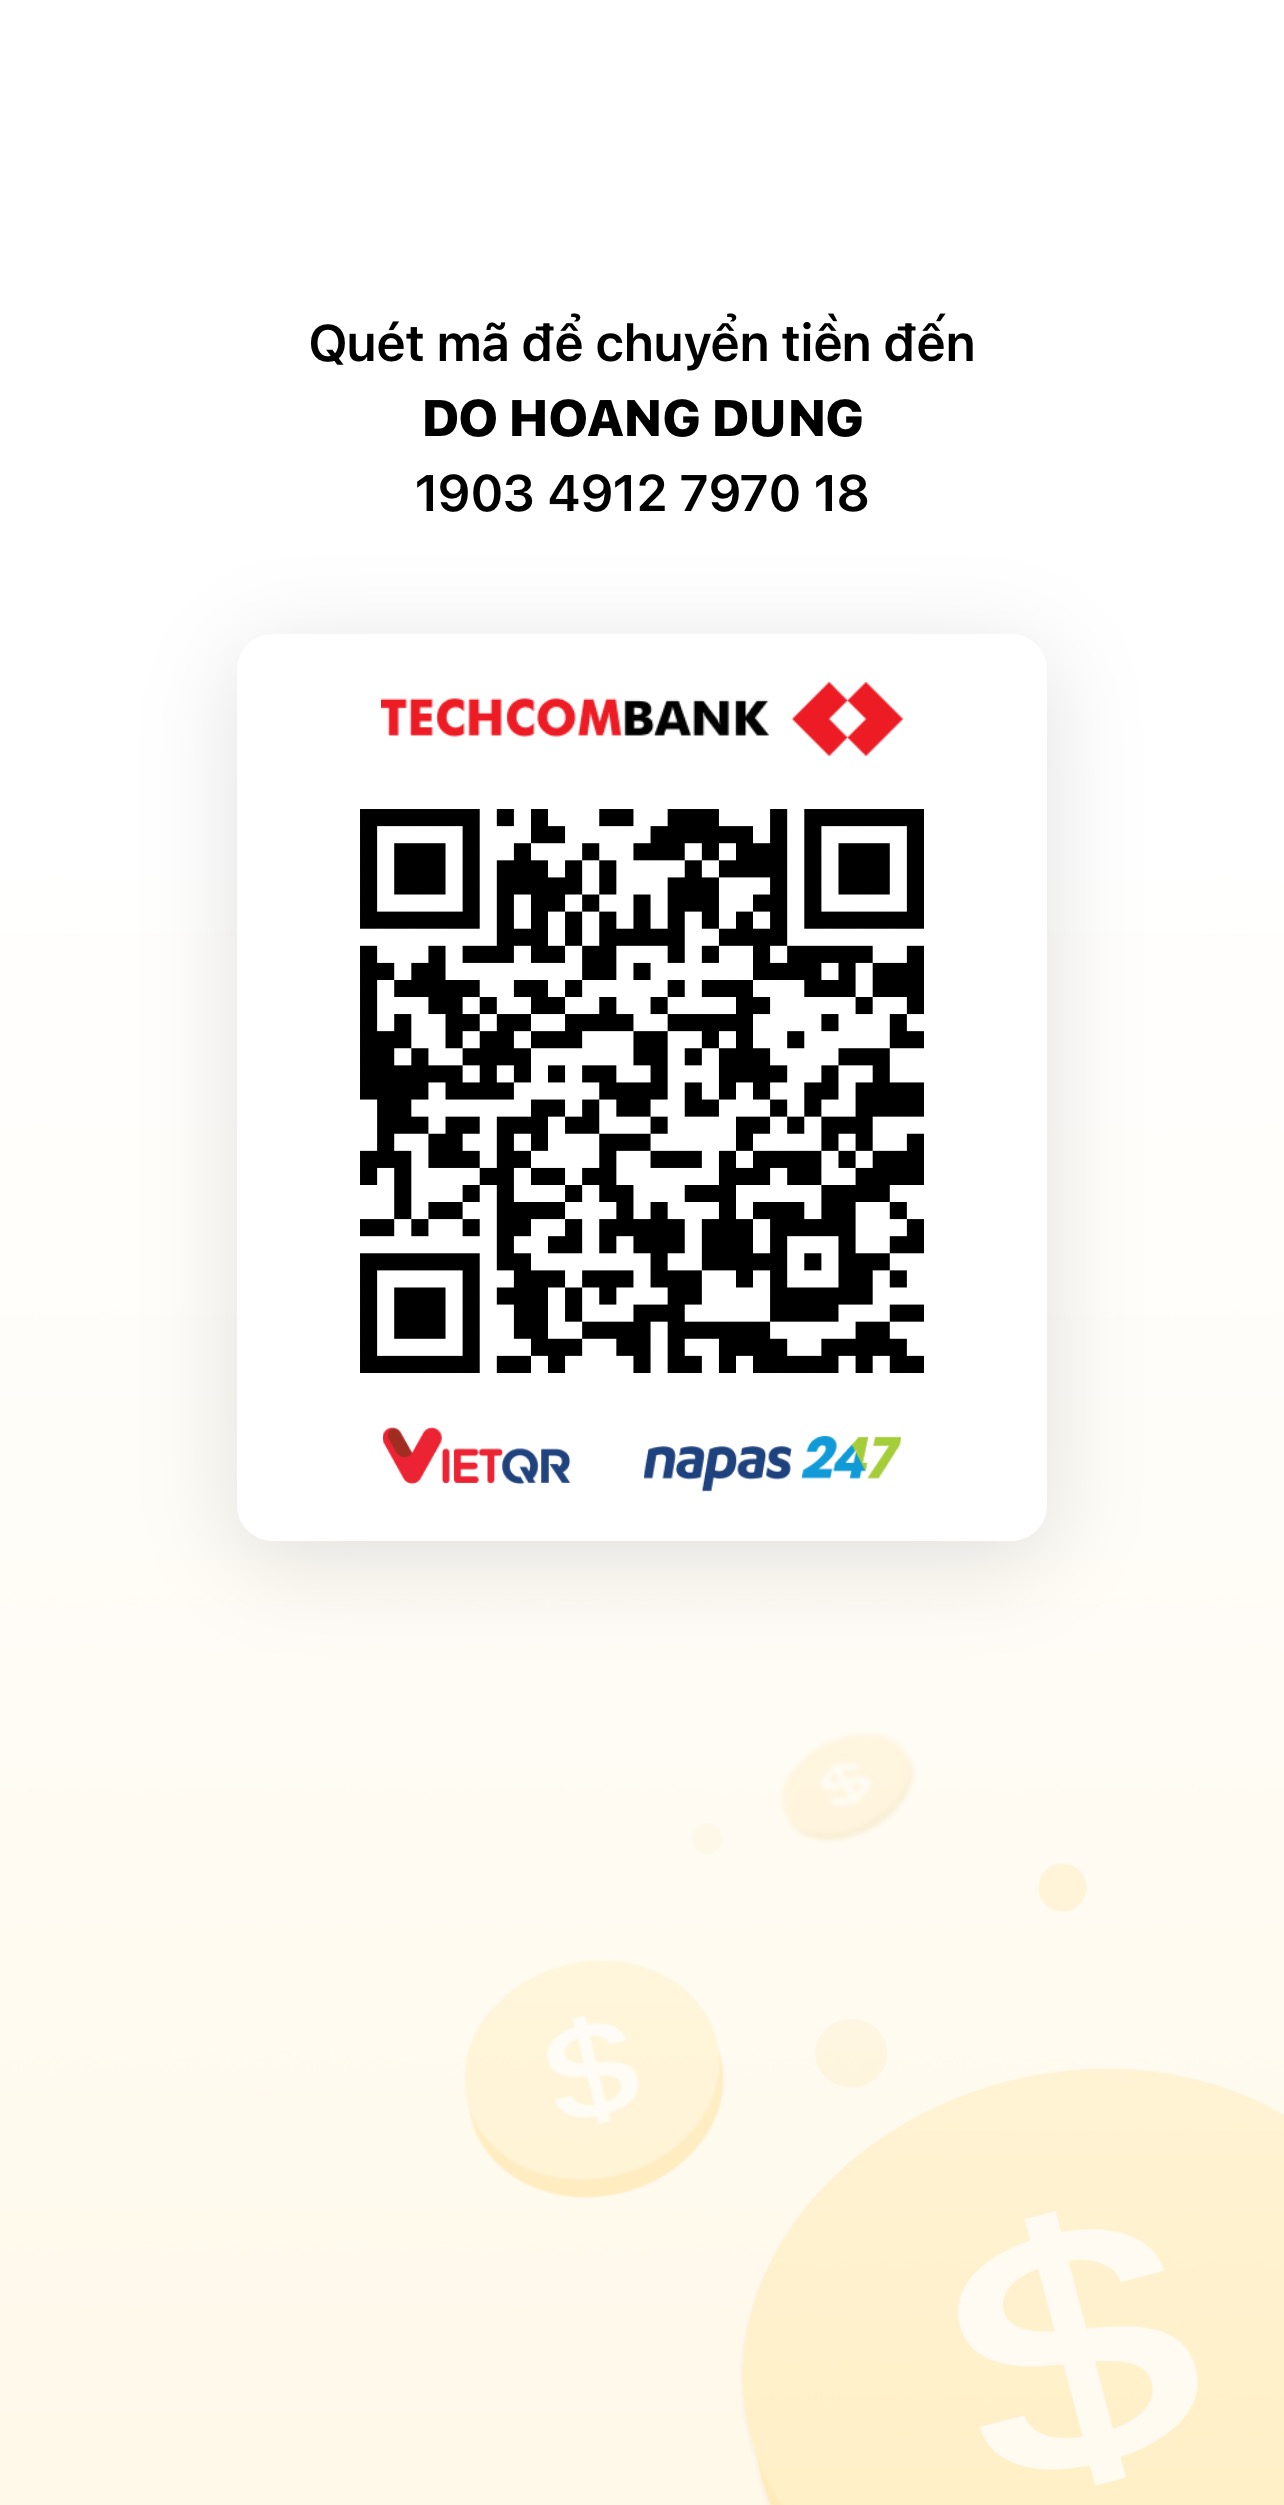 Quét mã để chuyển tiền đến
DO HOANG DUNG
1903 4912 7970 18
TECHCOMBANK
VIETQR
napas 247
$
$
$